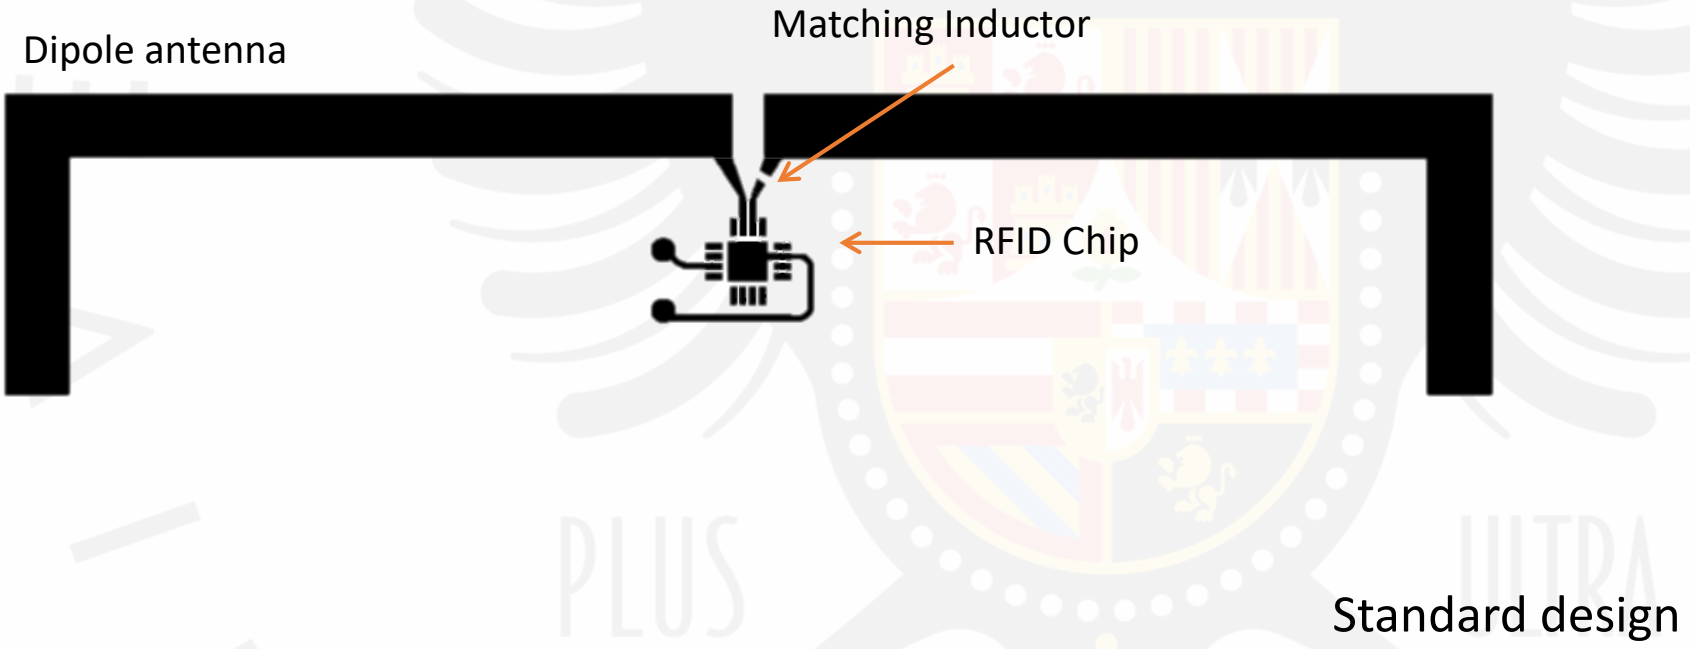 Matching Inductor
Dipole antenna
RFID Chip
PLUS
ULTRA
Standard design